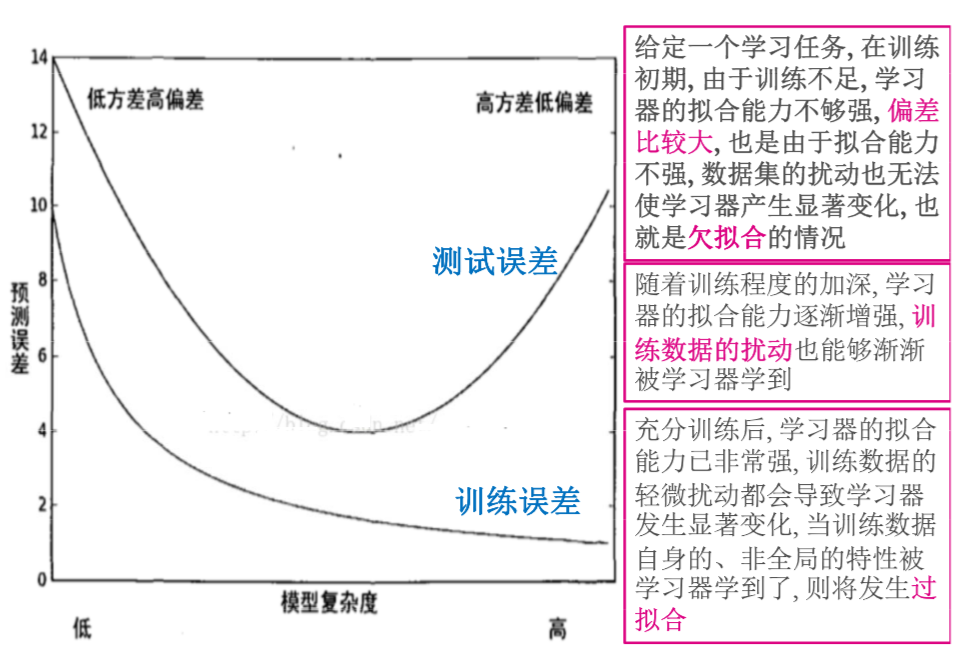 14
12
10
8
6
4
2
0
低方差高偏差
高方差低偏差
测试误差
训练误差
预测误差
模型复杂度
低
高
给定一个学习任务, 在训练
初期, 由于训练不足, 学习
器的拟合能力不够强, 偏差
比较大, 也是由于拟合能力
不强, 数据集的扰动也无法
使学习器产生显著变化, 也
就是欠拟合的情况
随着训练程度的加深, 学习
器的拟合能力逐渐增强, 训
练数据的扰动也能够渐渐
被学习器学到
充分训练后, 学习器的拟合
能力已非常强, 训练数据的
轻微扰动都会导致学习器
发生显著变化, 当训练数据
自身的、非全局的特性被
学习器学到了, 则将发生过
拟合